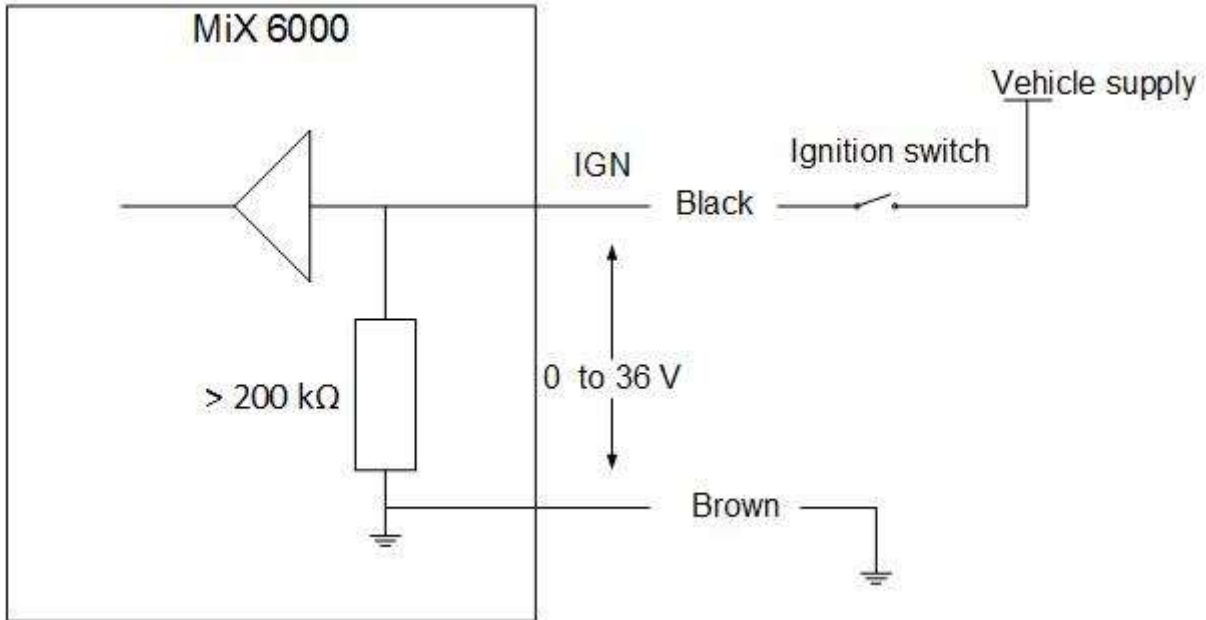 MiX 6000
Vehicle supply
Ignition switch
IGN
Black
0 to 36 V
> 200 kΩ
Brown